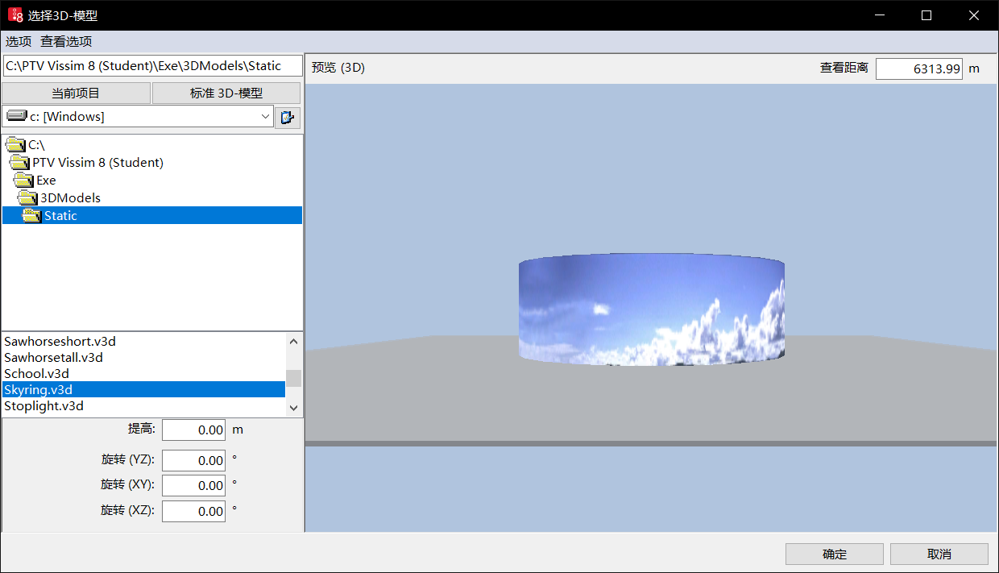 选择3D-模型
选项 查看选项
C:\PTV Vissim 8 (Student)\Exe\3DModels\Static
当前项目 标准 3D-模型
c: [Windows]
C:\
PTV Vissim 8 (Student)
Exe
3DModels
Static
Sawhorseshort.v3d
Sawhorsetall.v3d
School.v3d
Skyring.v3d
Stoplight.v3d
提高: 0.00 m
旋转 (YZ): 0.00 °
旋转 (XY): 0.00 °
旋转 (XZ): 0.00 °
预览 (3D) 查看距离 6313.99 m
确定 取消